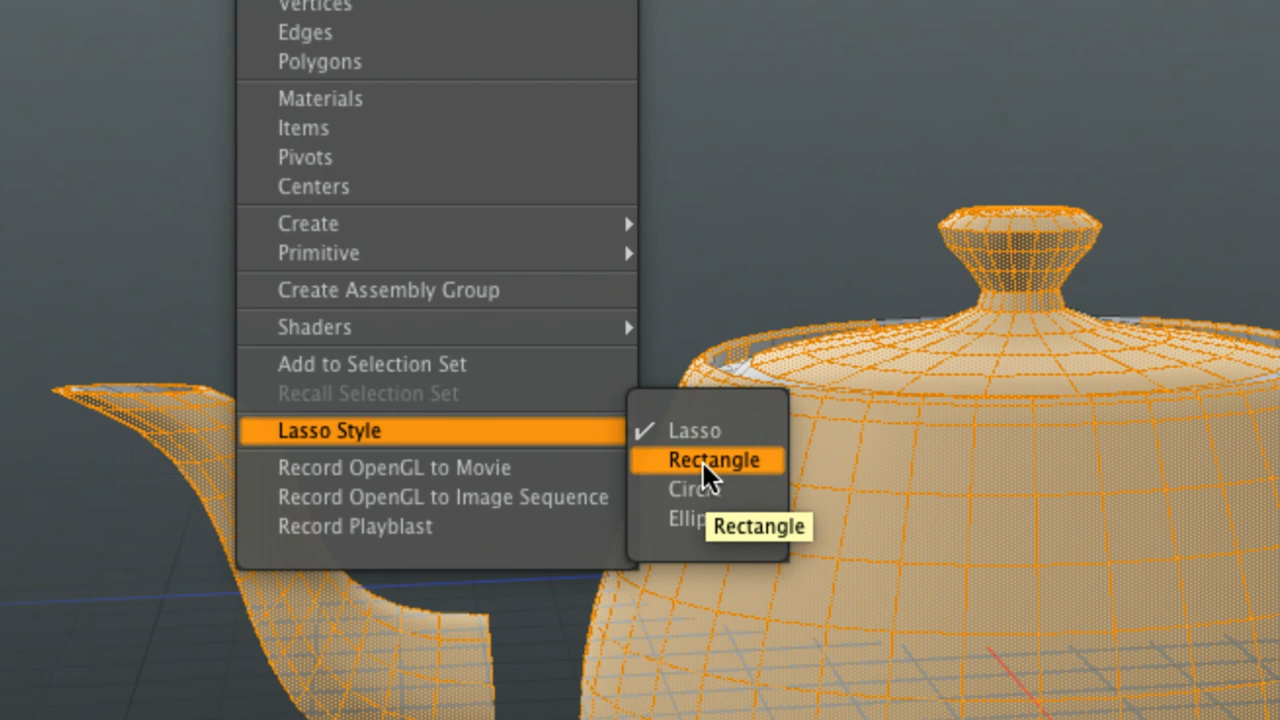 Vertices
Edges
Polygons
Materials
Items
Pivots
Centers
Create
Primitive
Create Assembly Group
Shaders
Add to Selection Set
Recall Selection Set
Lasso Style
Record OpenGL to Movie
Record OpenGL to Image Sequence
Record Playblast
Lasso
Rectangle
Rectangle